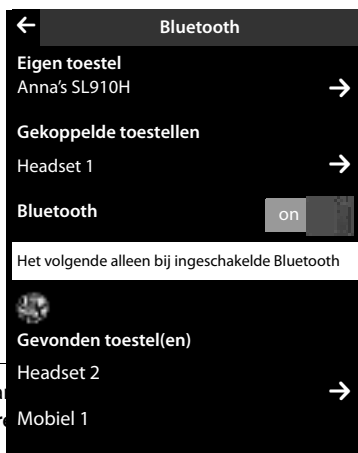 Bluetooth
Eigen toestel
Anna's SL910H
Gekoppelde toestellen
Headset 1
Bluetooth on
Het volgende alleen bij ingeschakelde Bluetooth
Gevonden toestel(en)
Headset 2
Mobiel 1